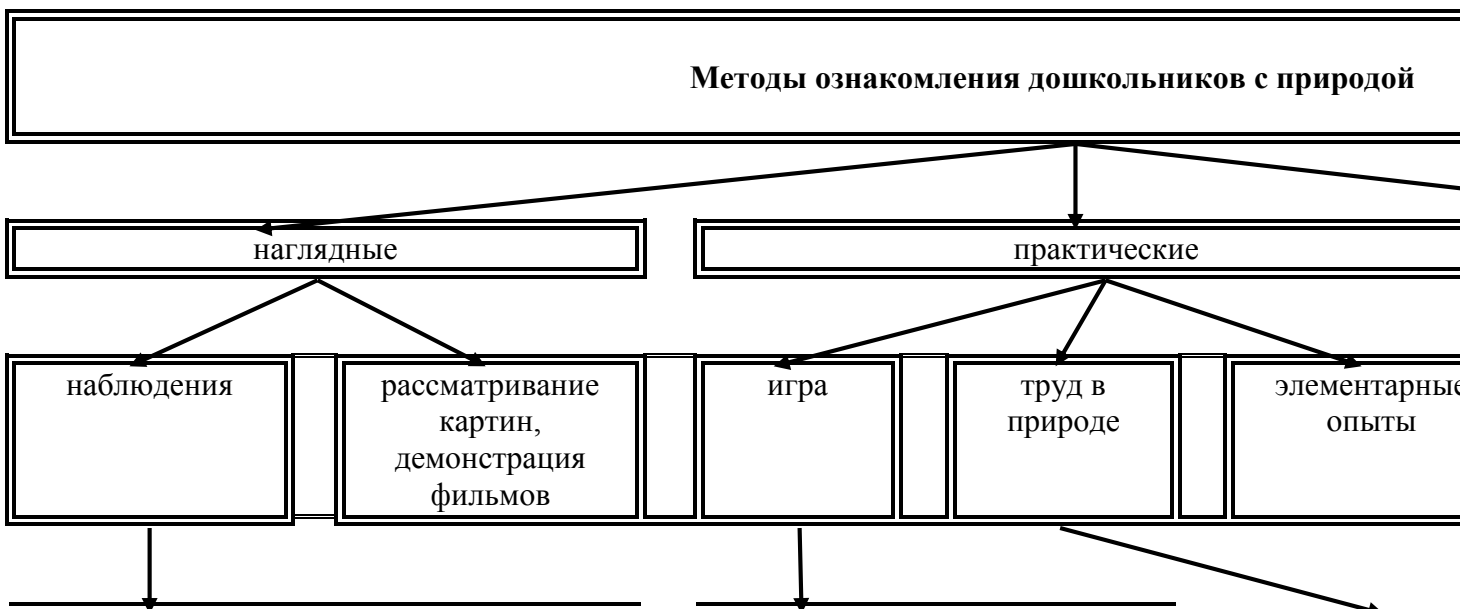 Методы ознакомления дошкольников с природой
наглядные
практические
наблюдения
рассматривание
картин,
демонстрация
фильмов
игра
труд в
природе
элементарные
опыты